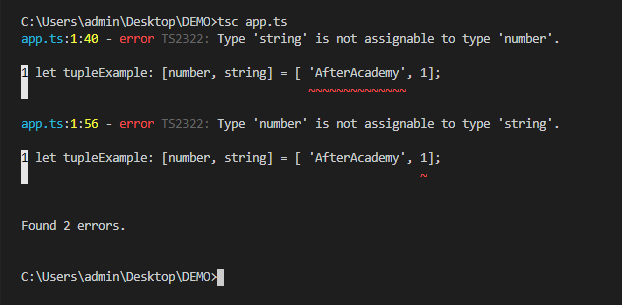 C:\Users\admin\Desktop\DEMO>tsc app.ts
app.ts:1:40 - error TS2322: Type 'string' is not assignable to type 'number'.
1 let tupleExample: [number, string] = [ 'AfterAcademy', 1];
~~~~~~~~~~~~~~
app.ts:1:56 - error TS2322: Type 'number' is not assignable to type 'string'.
1 let tupleExample: [number, string] = [ 'AfterAcademy', 1];
~
Found 2 errors.
C:\Users\admin\Desktop\DEMO>